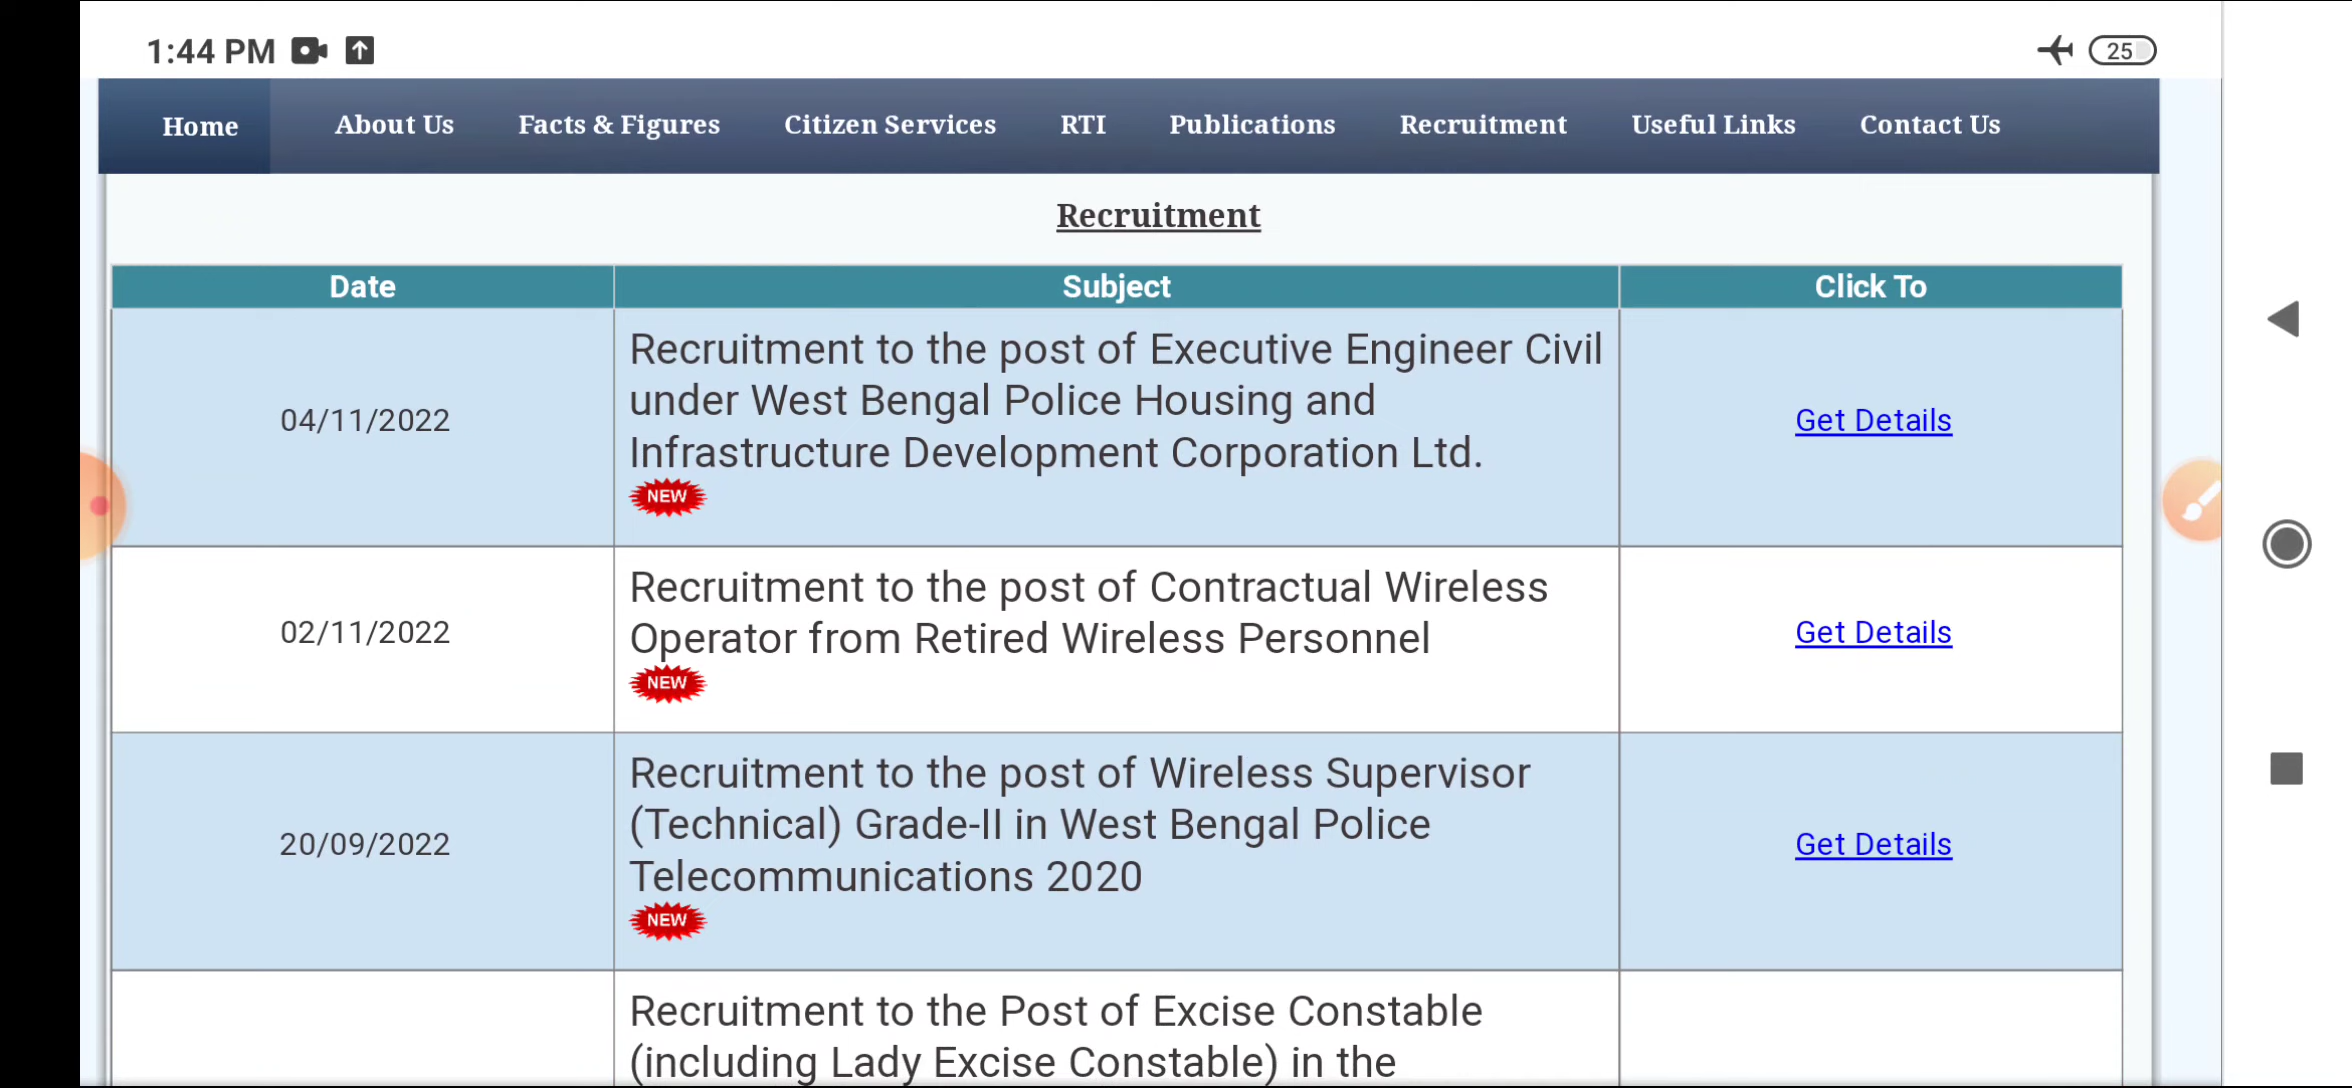 1:44 PM
25
Home About Us Facts & Figures Citizen Services RTI Publications Recruitment Useful Links Contact Us
Recruitment
Date Subject Click To
04/11/2022
Recruitment to the post of Executive Engineer Civil
under West Bengal Police Housing and
Infrastructure Development Corporation Ltd.
NEW
Get Details
02/11/2022
Recruitment to the post of Contractual Wireless
Operator from Retired Wireless Personnel
NEW
Get Details
20/09/2022
Recruitment to the post of Wireless Supervisor
(Technical) Grade-II in West Bengal Police
Telecommunications 2020
NEW
Get Details
Recruitment to the Post of Excise Constable
(including Lady Excise Constable) in the